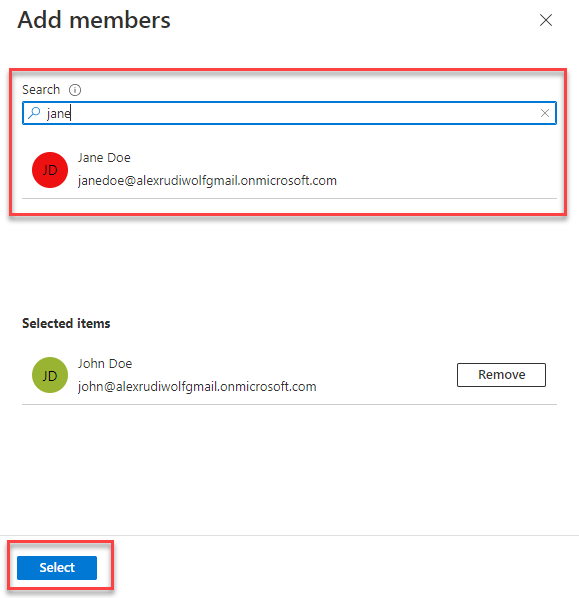 Add members
Search
jane
JD
Jane Doe
janedoe@alexrudiwolfgmail.onmicrosoft.com
Selected items
JD
John Doe
john@alexrudiwolfgmail.onmicrosoft.com
Remove
Select